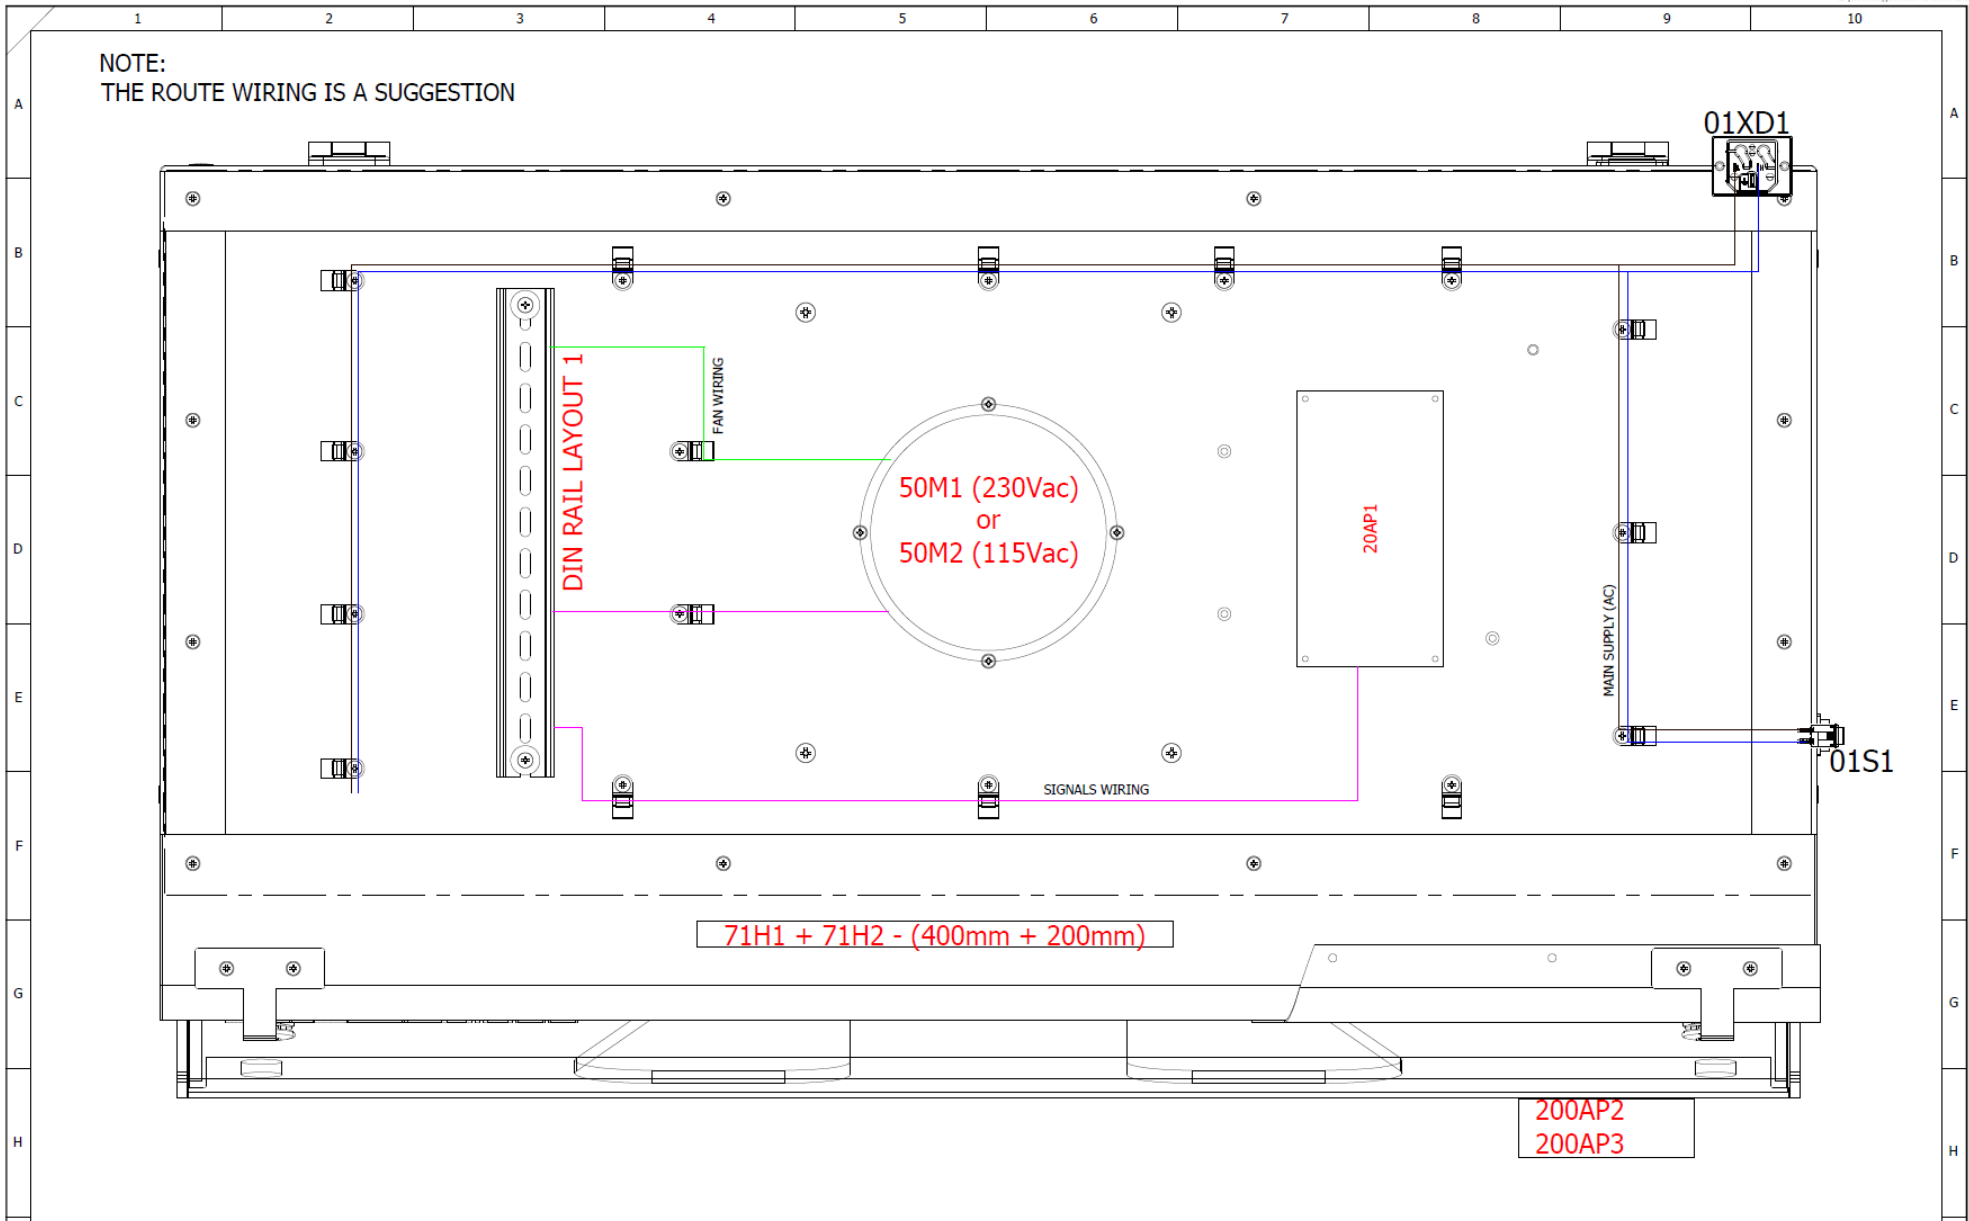 1 2 3 4 5 6 7 8 9 10
NOTE:
THE ROUTE WIRING IS A SUGGESTION
A A
01XD1
B B
C C
FAN WIRING
DIN RAIL LAYOUT 1
50M1 (230Vac)
or
50M2 (115Vac)
20AP1
D D
MAIN SUPPLY (AC)
E E
01S1
SIGNALS WIRING
F F
71H1 + 71H2 - (400mm + 200mm)
G G
200AP2
200AP3
H H